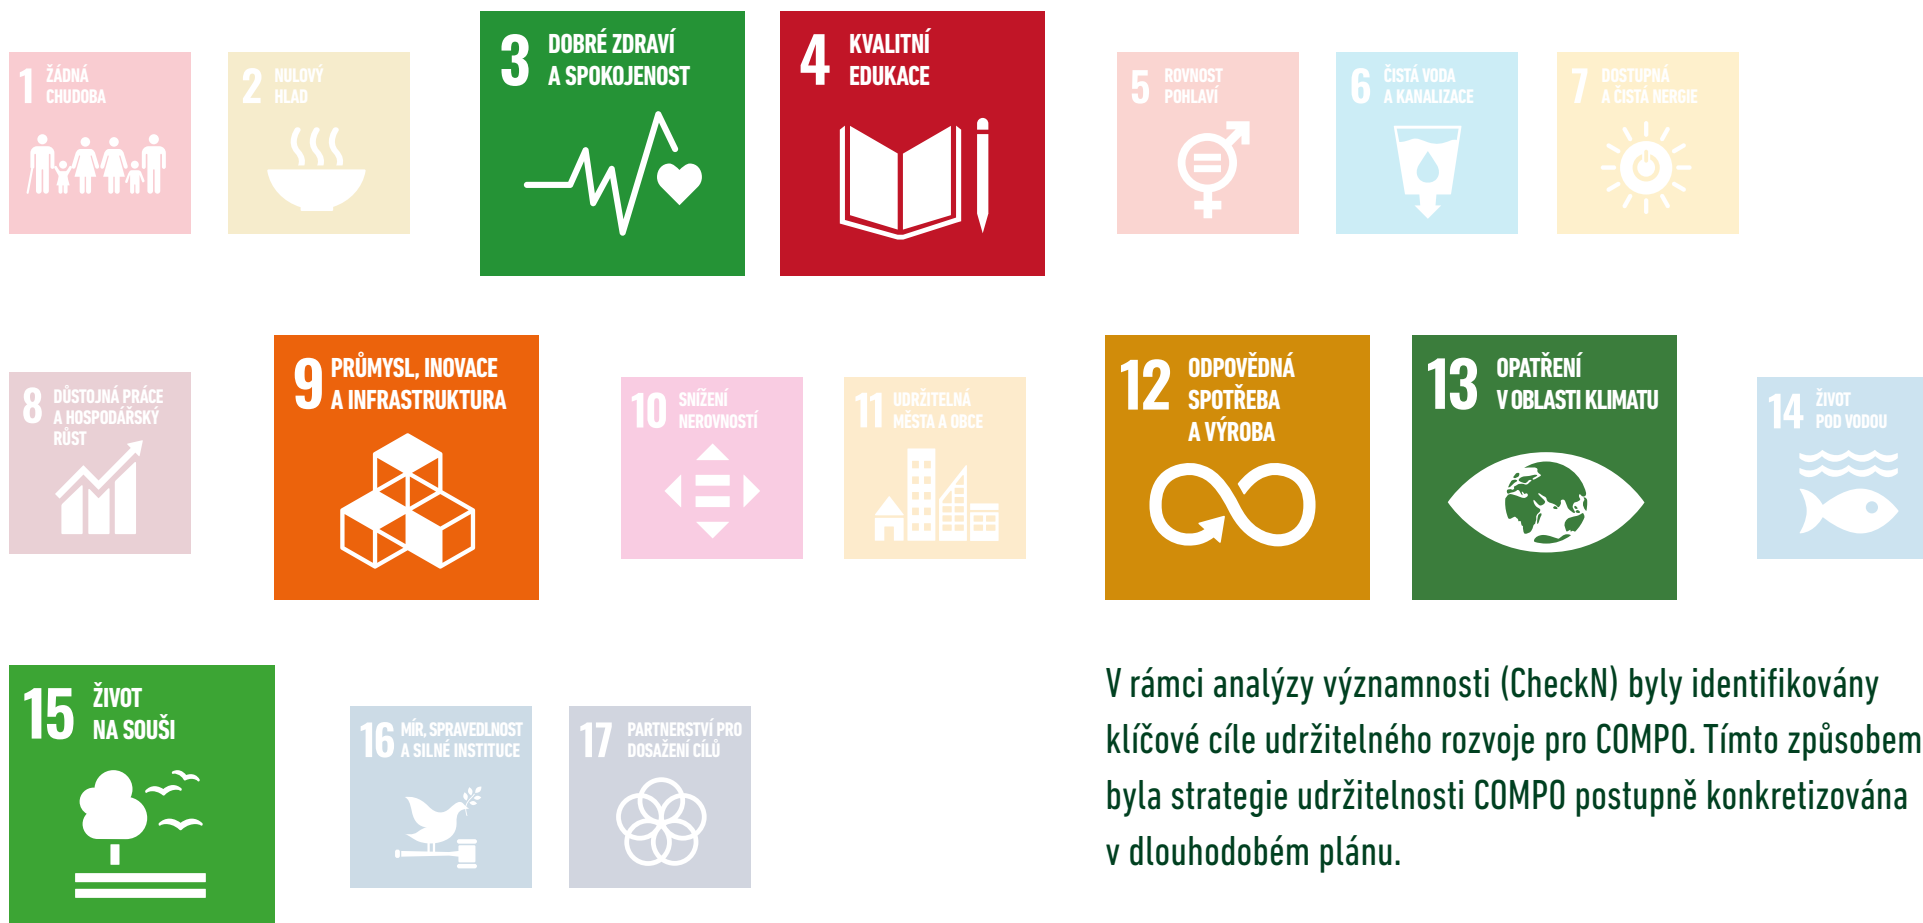 1 ŽÁDNÁ
CHUDOBA
2 NULOVÝ
HLAD
3 DOBRÉ ZDRAVÍ
A SPOKOJENOST
4 KVALITNÍ
EDUKACE
5 ROVNOST
POHLAVÍ
6 ČISTÁ VODA
A KANALIZACE
7 DOSTUPNÁ
A ČISTÁ NERGIE
8 DŮSTOJNÁ PRÁCE
A HOSPODÁŘSKÝ
RŮST
9 PRŮMYSL, INOVACE
A INFRASTRUKTURA
10 SNÍŽENÍ
NEROVNOSTÍ
11 UDRŽITELNÁ
MĚSTA A OBCE
12 ODPOVĚDNÁ
SPOTŘEBA
A VÝROBA
13 OPATŘENÍ
V OBLASTI KLIMATU
14 ŽIVOT
POD VODOU
15 ŽIVOT
NA SOUŠI
16 MÍR, SPRAVEDLNOST
A SILNÉ INSTITUCE
17 PARTNERSTVÍ PRO
DOSAŽENÍ CÍLŮ
V rámci analýzy významnosti (CheckN) byly identifikovány
klíčové cíle udržitelného rozvoje pro COMPO. Tímto způsobem
byla strategie udržitelnosti COMPO postupně konkretizována
v dlouhodobém plánu.